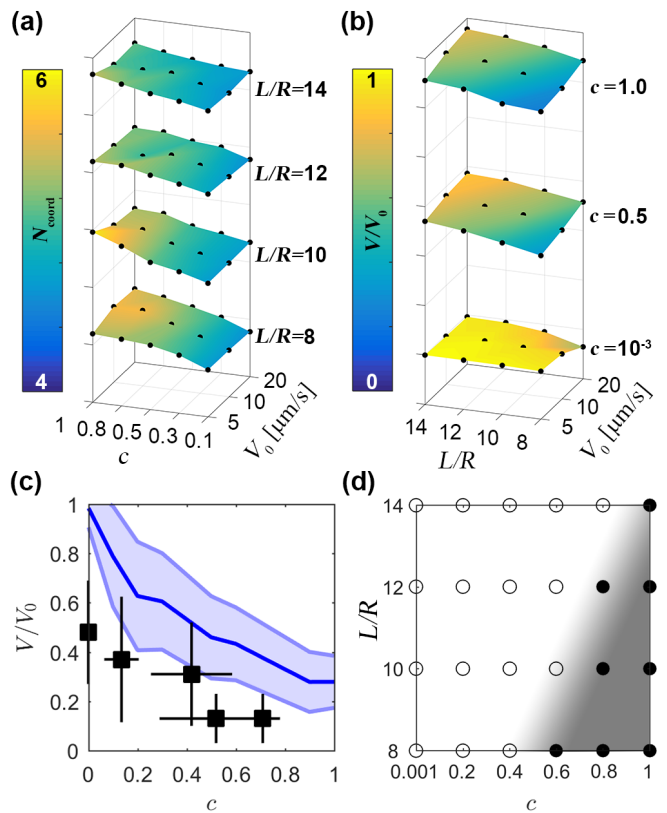 (a)
6
N_coord
4
L/R=14
L/R=12
L/R=10
L/R=8
1 0.8 0.5 0.3 0.1
c
5 10 20
V_0 [μm/s]
(b)
1
V/V_0
0
c=1.0
c=0.5
c=10^-3
14 12 10 8
L/R
5 10 20
V_0 [μm/s]
(c)
1
0.8
0.6
0.4
0.2
0
V/V_0
0 0.2 0.4 0.6 0.8 1
c
(d)
14
12
10
8
L/R
0.001 0.2 0.4 0.6 0.8 1
c